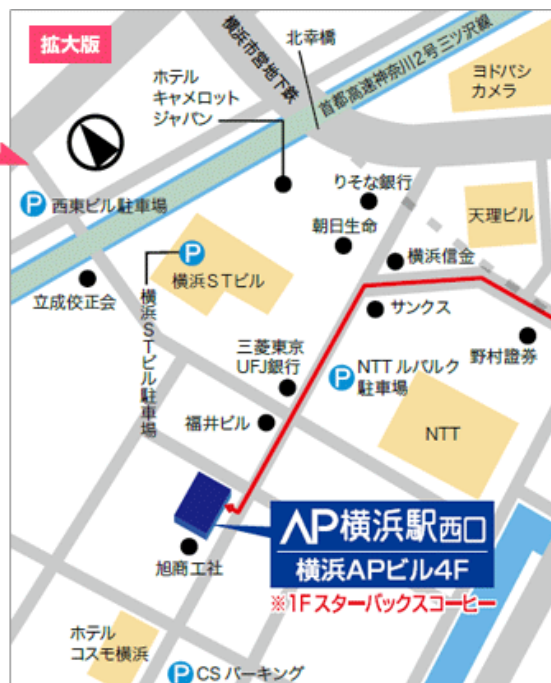 拡大版
横浜市営地下鉄
北幸橋
首都高速神奈川2号三ツ沢線
ヨドバシ
カメラ
ホテル
キャメロット
ジャパン
P 西東ビル駐車場
りそな銀行
天理ビル
朝日生命
横浜信金
P
横浜STビル
立成佼正会
横浜STビル駐車場
サンクス
三菱東京
UFJ銀行
P NTTルパルク
駐車場
野村證券
福井ビル
NTT
AP横浜駅西口
横浜APビル4F
※1Fスターバックスコーヒー
旭商工社
ホテル
コスモ横浜
P CSパーキング